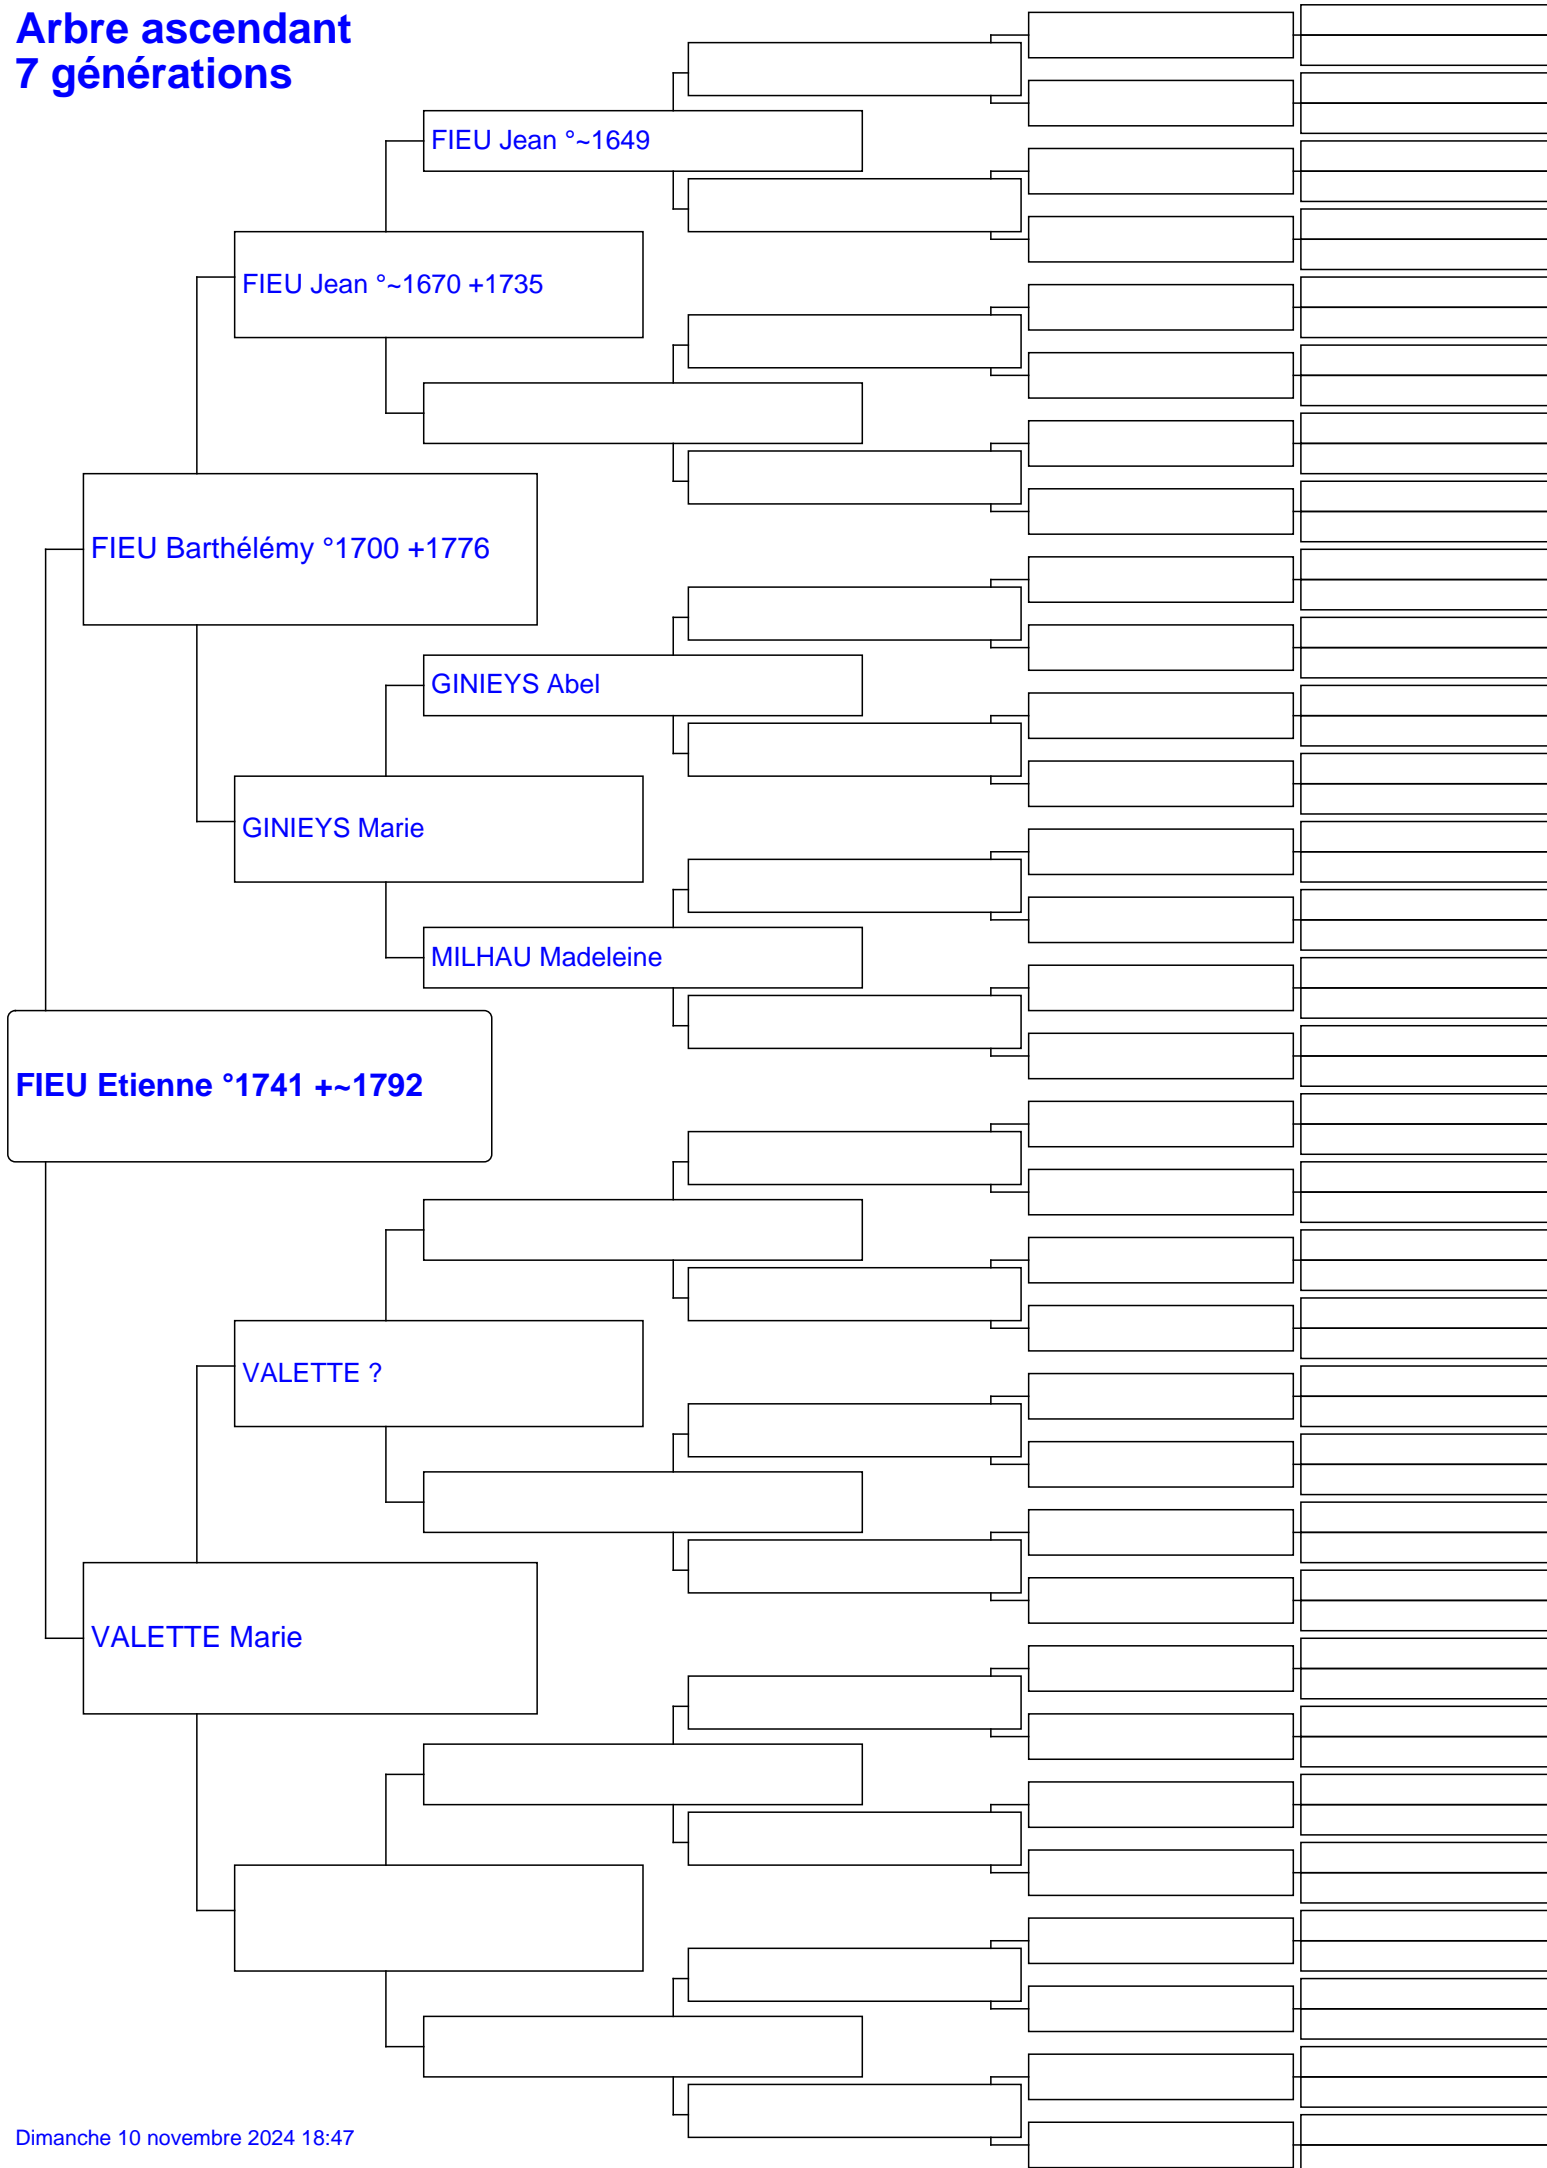 Arbre ascendant
7 générations
FIEU Jean °~1649
FIEU Jean °~1670 +1735
FIEU Barthélémy °1700 +1776
GINIEYS Abel
GINIEYS Marie
MILHAU Madeleine
FIEU Etienne °1741 +~1792
VALETTE ?
VALETTE Marie
Dimanche 10 novembre 2024 18:47